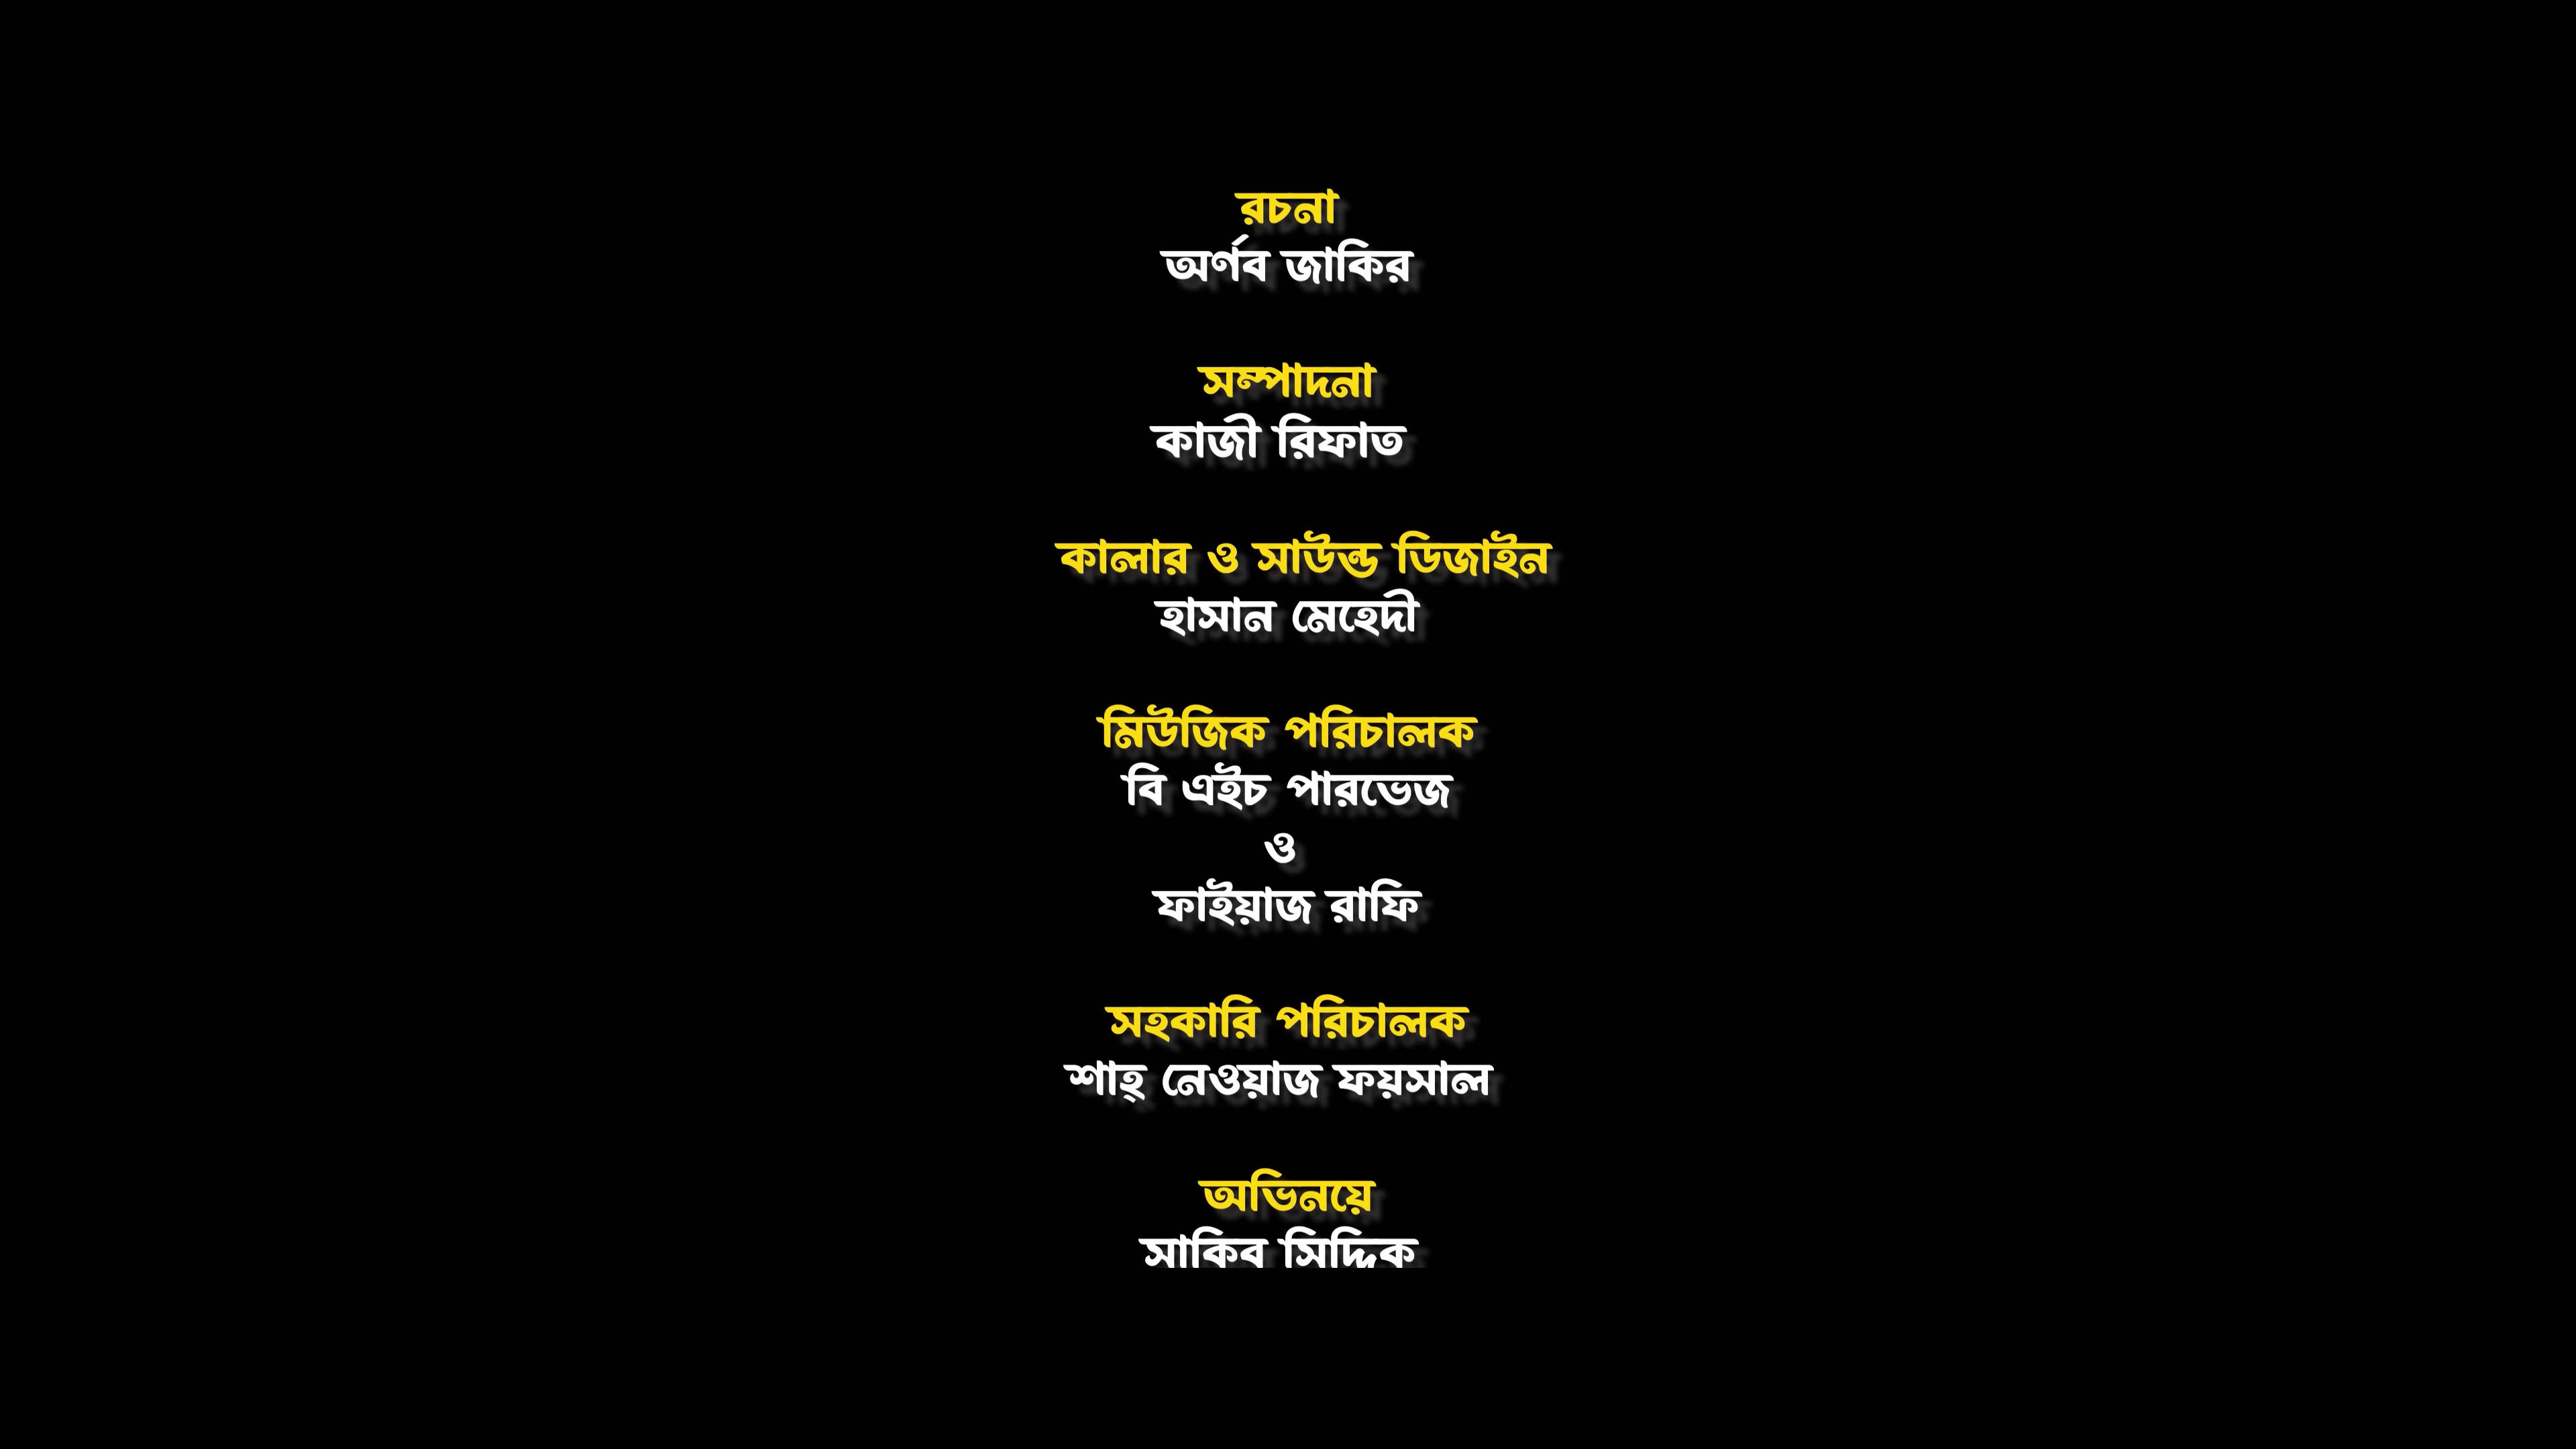 রচনা
অর্ণব জাকির
সম্পাদনা
কাজী রিফাত
কালার ও সাউন্ড ডিজাইন
হাসান মেহেদী
মিউজিক পরিচালক
বি এইচ পারভেজ
ও
ফাইয়াজ রাফি
সহকারি পরিচালক
শাহ্ নেওয়াজ ফয়সাল
অভিনয়ে
সাকিব সিদ্দিক